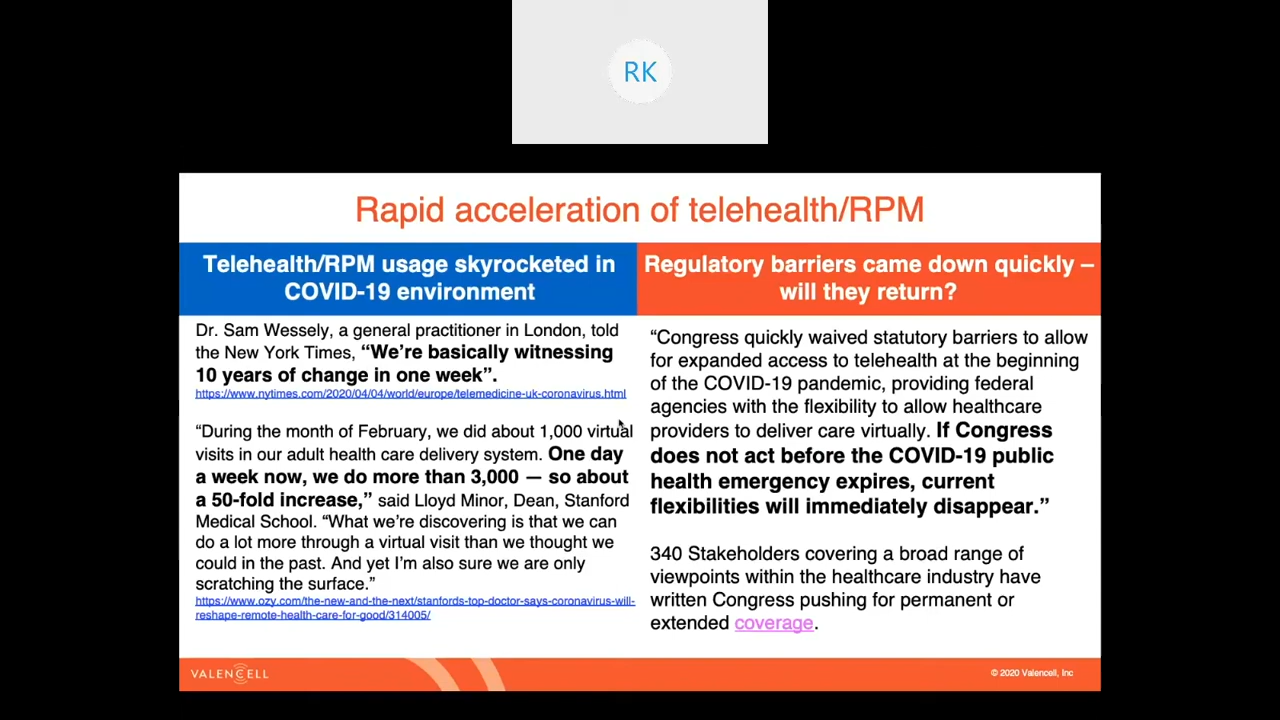 RK
Rapid acceleration of telehealth/RPM
Telehealth/RPM usage skyrocketed in
COVID-19 environment
Dr. Sam Wessely, a general practitioner in London, told
the New York Times, “We’re basically witnessing
10 years of change in one week”.
https://www.nytimes.com/2020/04/04/world/europe/telemedicine-uk-coronavirus.html
“During the month of February, we did about 1,000 virtual
visits in our adult health care delivery system. One day
a week now, we do more than 3,000 — so about
a 50-fold increase,” said Lloyd Minor, Dean, Stanford
Medical School. “What we’re discovering is that we can
do a lot more through a virtual visit than we thought we
could in the past. And yet I’m also sure we are only
scratching the surface.”
https://www.ozy.com/the-new-and-the-next/stanfords-top-doctor-says-coronavirus-will-
reshape-remote-health-care-for-good/314005/
Regulatory barriers came down quickly –
will they return?
“Congress quickly waived statutory barriers to allow
for expanded access to telehealth at the beginning
of the COVID-19 pandemic, providing federal
agencies with the flexibility to allow healthcare
providers to deliver care virtually. If Congress
does not act before the COVID-19 public
health emergency expires, current
flexibilities will immediately disappear.”
340 Stakeholders covering a broad range of
viewpoints within the healthcare industry have
written Congress pushing for permanent or
extended coverage.
VALENCELL
© 2020 Valencell, Inc